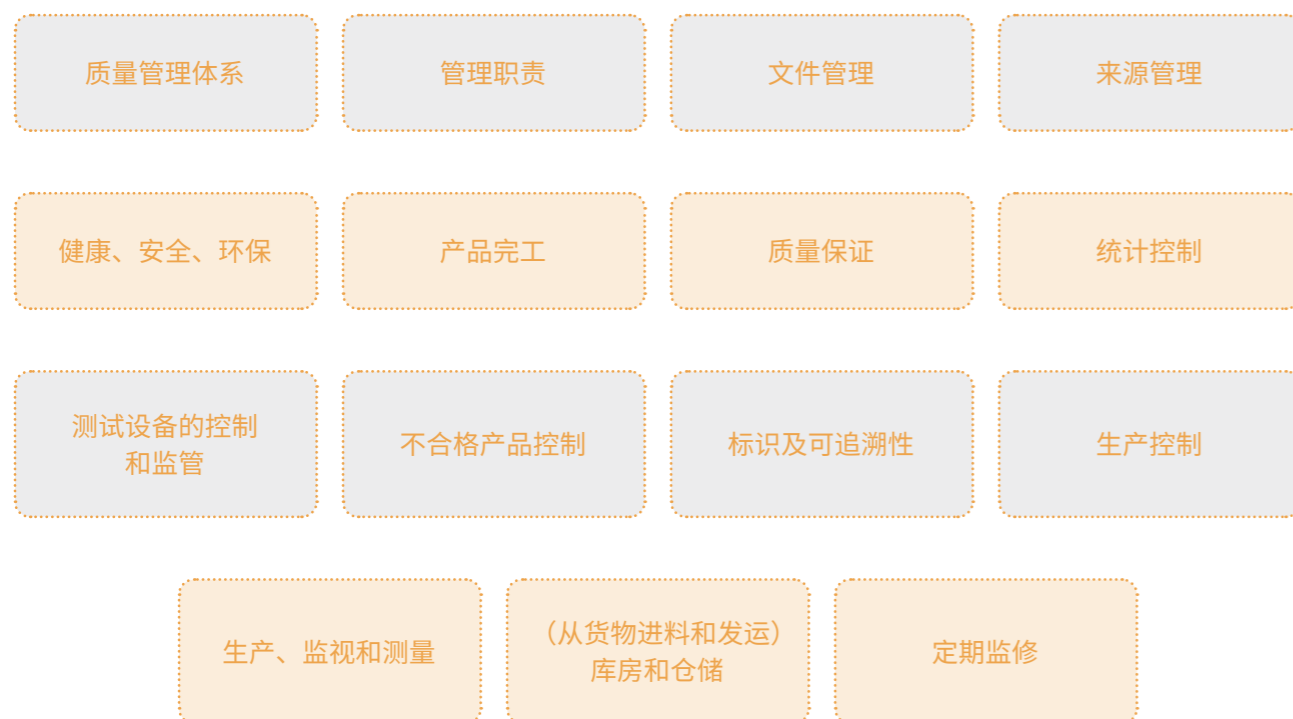 质量管理体系
管理职责
文件管理
来源管理
健康、安全、环保
产品完工
质量保证
统计控制
测试设备的控制
和监管
不合格产品控制
标识及可追溯性
生产控制
生产、监视和测量
（从货物进料和发运）
库房和仓储
定期监修